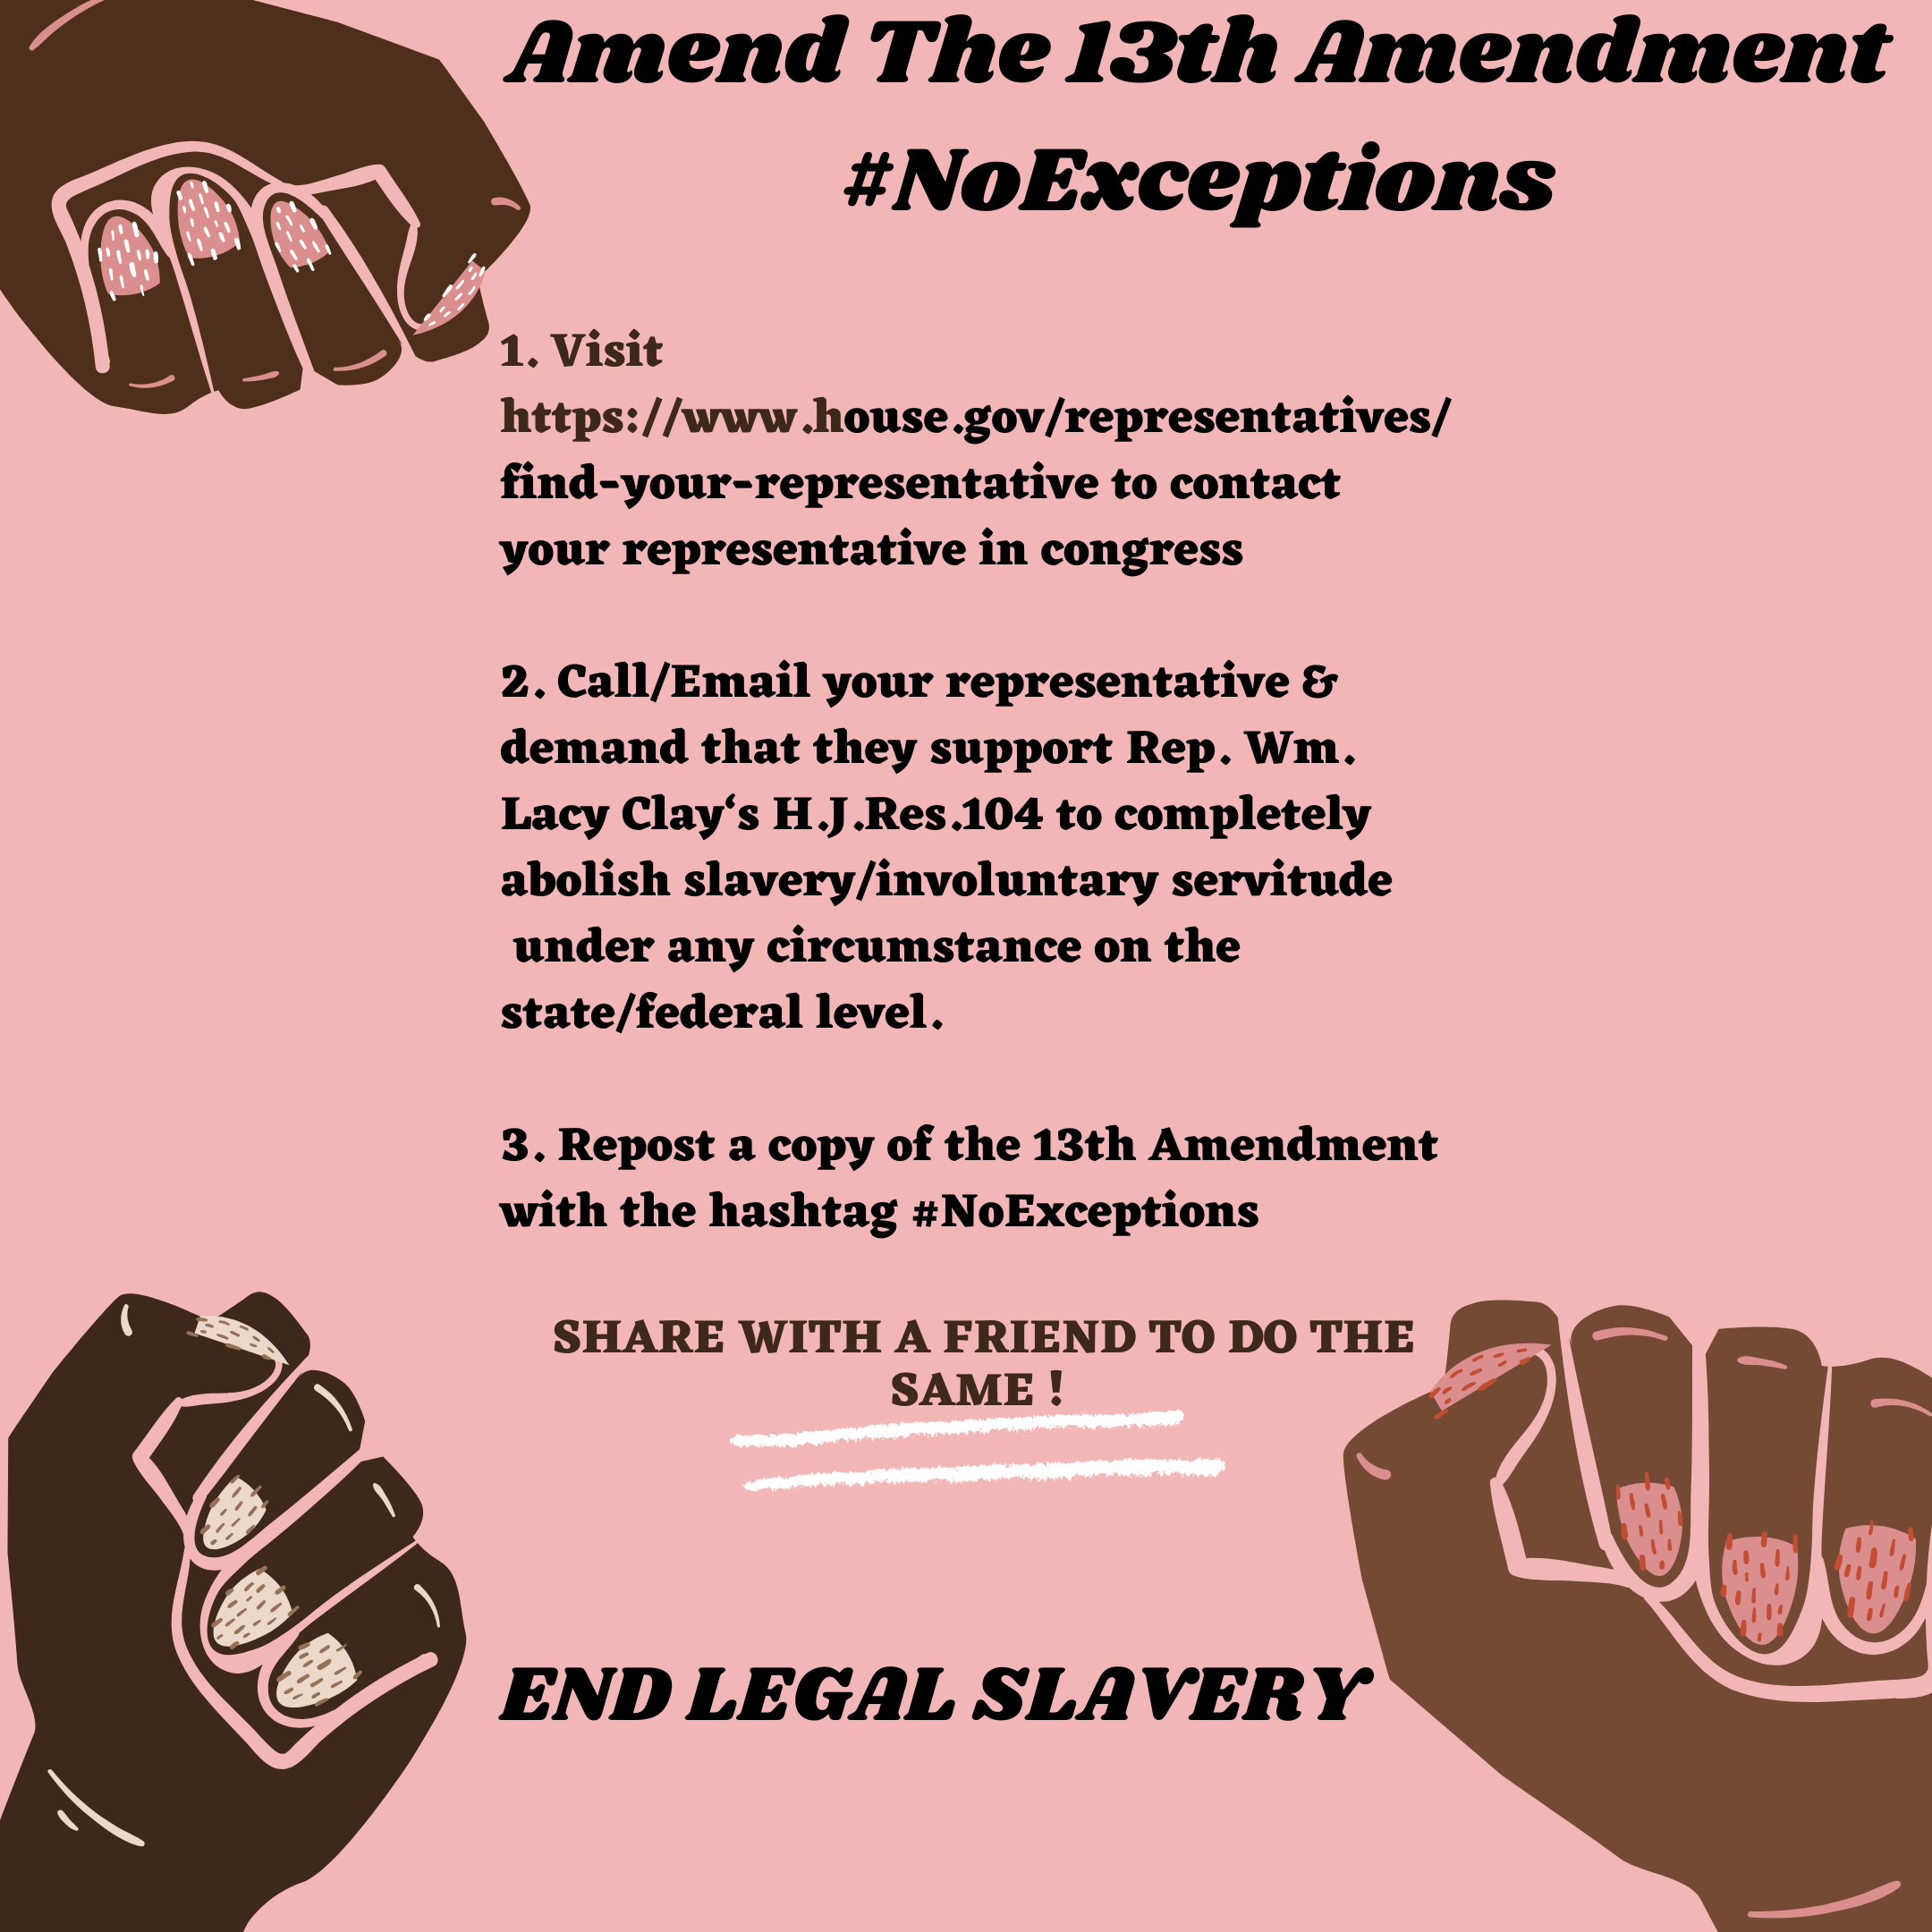 Amend The 13th Amendment
#NoExceptions
1. Visit
https://www.house.gov/representatives/
find-your-representative to contact
your representative in congress
2. Call/Email your representative &
demand that they support Rep. Wm.
Lacy Clay‘s H.J.Res.104 to completely
abolish slavery/involuntary servitude
under any circumstance on the
state/federal level.
3. Repost a copy of the 13th Amendment
with the hashtag #NoExceptions
SHARE WITH A FRIEND TO DO THE
SAME !
END LEGAL SLAVERY